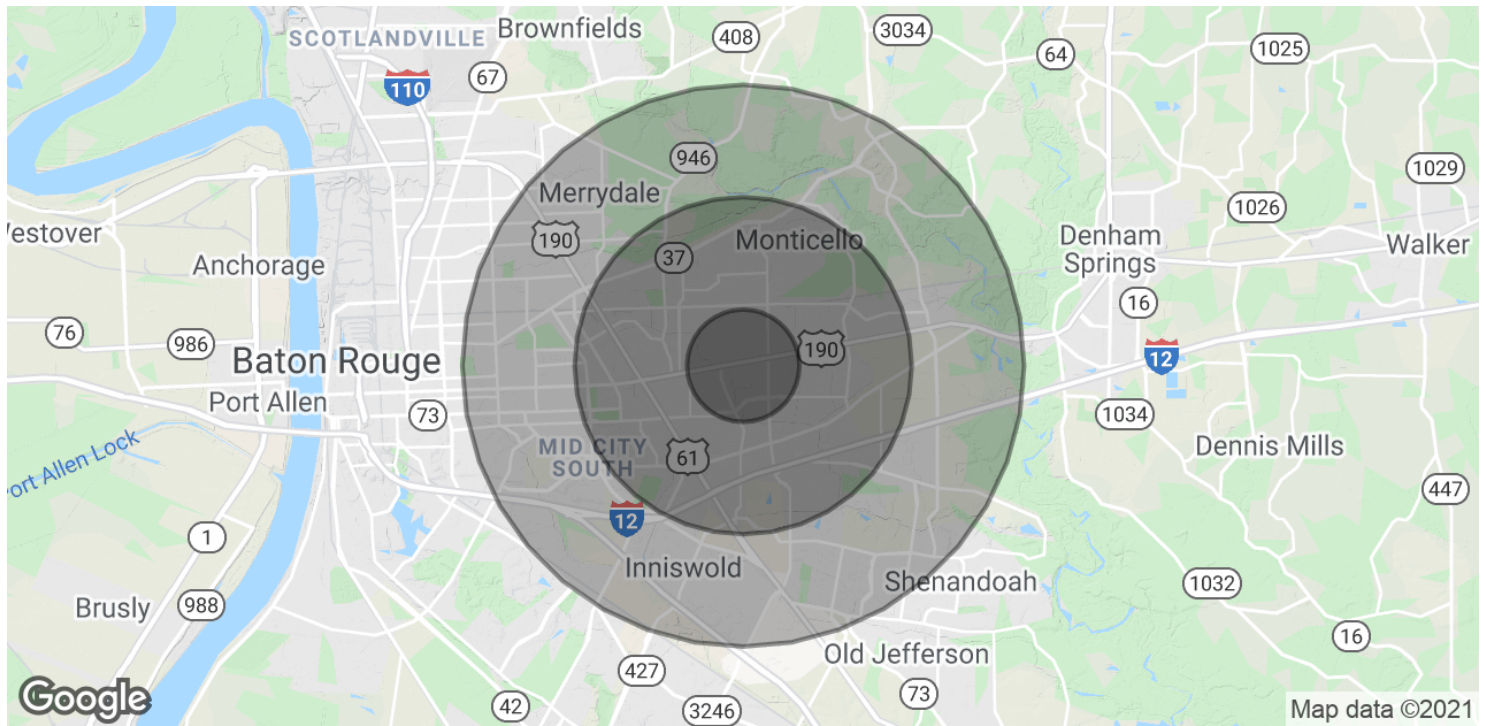 SCOTLANDVILLE
Brownfields
408
3034
64
1025
110
67
946
1029
Merrydale
1026
190
Monticello
Denham
Springs
Walker
Vestover
37
Anchorage
16
76
986
190
12
Baton Rouge
Port Allen
73
1034
MID CITY
SOUTH
61
Dennis Mills
Port Allen Lock
447
12
1
Inniswold
Shenandoah
1032
Brusly
988
16
Old Jefferson
427
73
42
3246
Google
Map data ©2021